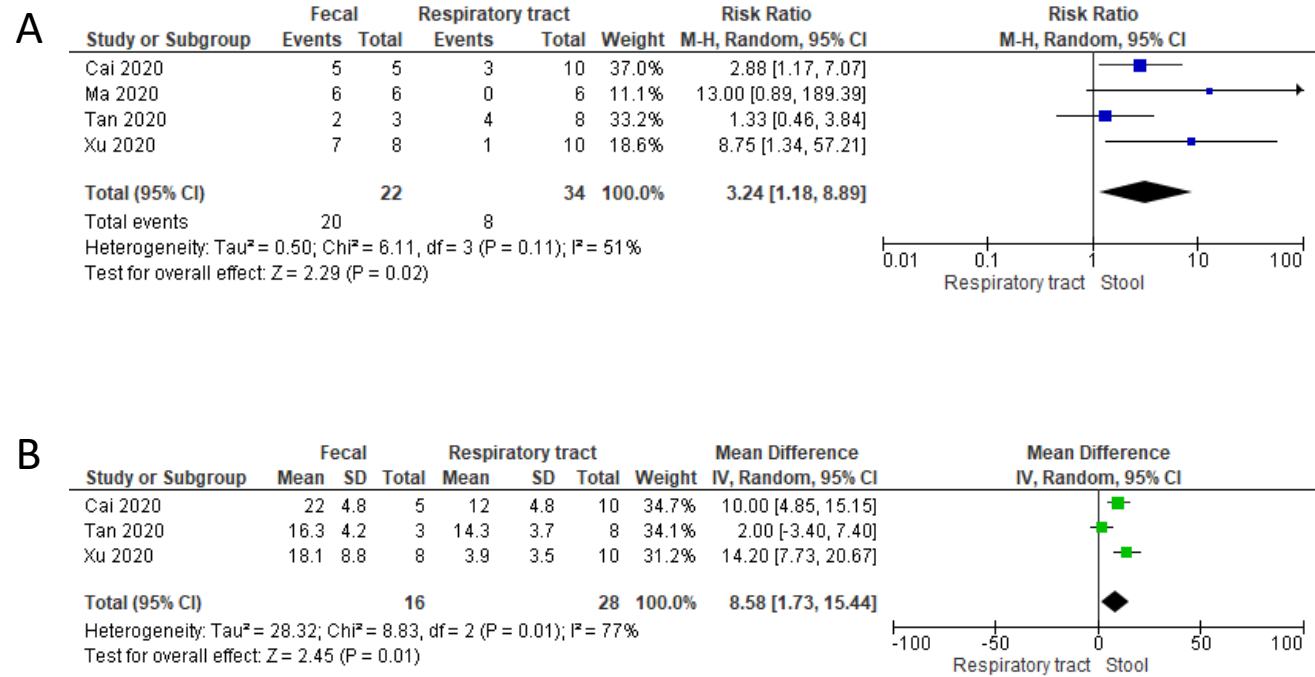 A
Fecal Respiratory tract Risk Ratio Risk Ratio
Study or Subgroup Events Total Events Total Weight M-H, Random, 95% CI M-H, Random, 95% CI
Cai 2020 5 5 3 10 37.0% 2.88 [1.17, 7.07]
Ma 2020 6 6 0 6 11.1% 13.00 [0.89, 189.39]
Tan 2020 2 3 4 8 33.2% 1.33 [0.46, 3.84]
Xu 2020 7 8 1 10 18.6% 8.75 [1.34, 57.21]
Total (95% CI) 22 34 100.0% 3.24 [1.18, 8.89]
Total events 20 8
Heterogeneity: Tau² = 0.50; Chi² = 6.11, df = 3 (P = 0.11); I² = 51%
Test for overall effect: Z = 2.29 (P = 0.02)
0.01 0.1 1 10 100
Respiratory tract Stool
B
Fecal Respiratory tract Mean Difference Mean Difference
Study or Subgroup Mean SD Total Mean SD Total Weight IV, Random, 95% CI IV, Random, 95% CI
Cai 2020 22 4.8 5 12 4.8 10 34.7% 10.00 [4.85, 15.15]
Tan 2020 16.3 4.2 3 14.3 3.7 8 34.1% 2.00 [-3.40, 7.40]
Xu 2020 18.1 8.8 8 3.9 3.5 10 31.2% 14.20 [7.73, 20.67]
Total (95% CI) 16 28 100.0% 8.58 [1.73, 15.44]
Heterogeneity: Tau² = 28.32; Chi² = 8.83, df = 2 (P = 0.01); I² = 77%
Test for overall effect: Z = 2.45 (P = 0.01)
-100 -50 0 50 100
Respiratory tract Stool